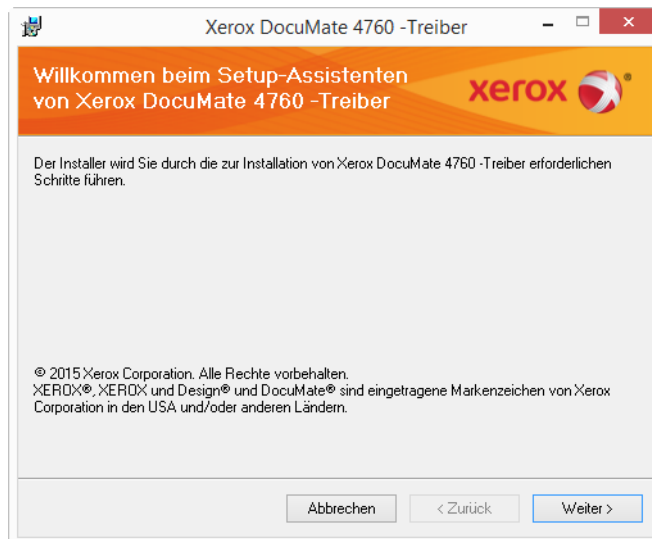 Xerox DocuMate 4760 -Treiber
Willkommen beim Setup-Assistenten
von Xerox DocuMate 4760 -Treiber
xerox ®
Der Installer wird Sie durch die zur Installation von Xerox DocuMate 4760 -Treiber erforderlichen
Schritte führen.
© 2015 Xerox Corporation. Alle Rechte vorbehalten.
XEROX®, XEROX und Design® und DocuMate® sind eingetragene Markenzeichen von Xerox
Corporation in den USA und/oder anderen Ländern.
Abbrechen < Zurück Weiter >